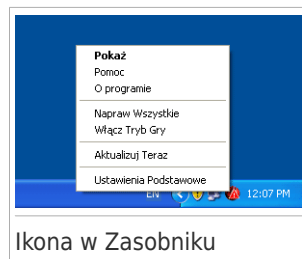 Pokaż
Pomoc
O programie
Napraw Wszystkie
Włącz Tryb Gry
Aktualizuj Teraz
Ustawienia Podstawowe
EN 12:07 PM
Ikona w Zasobniku